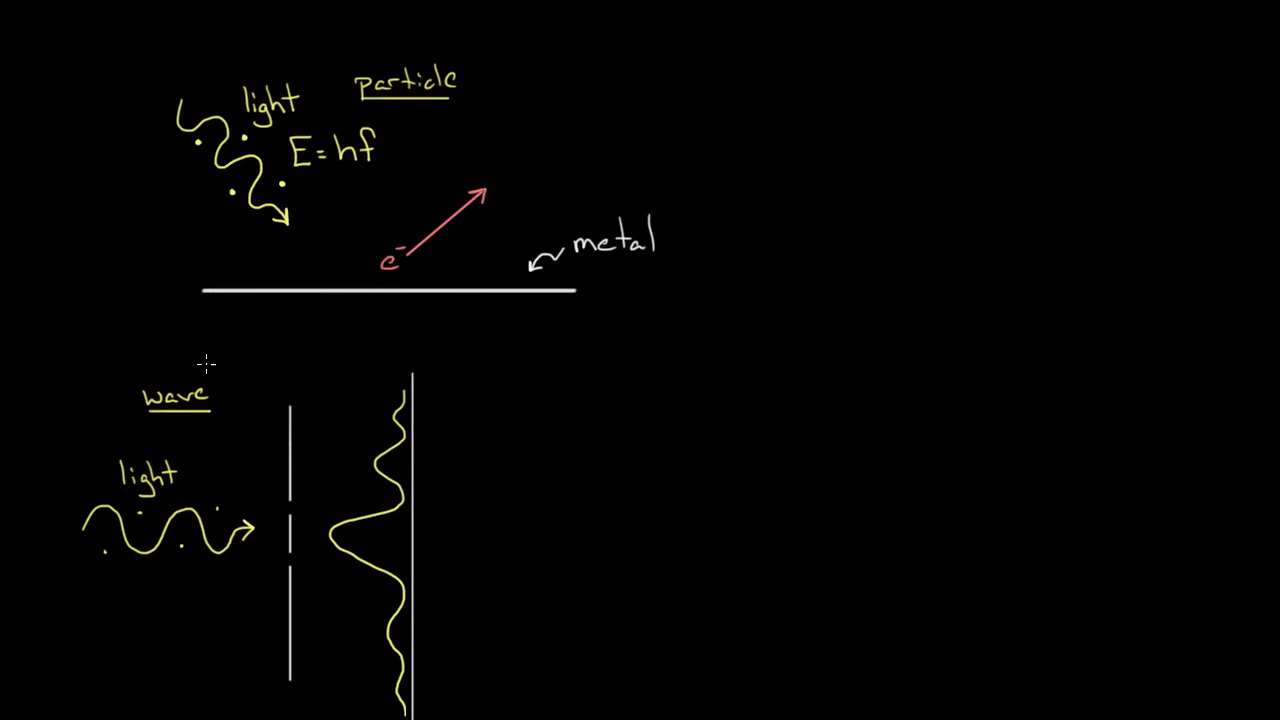 particle
light
E=hf
metal
e⁻
wave
light